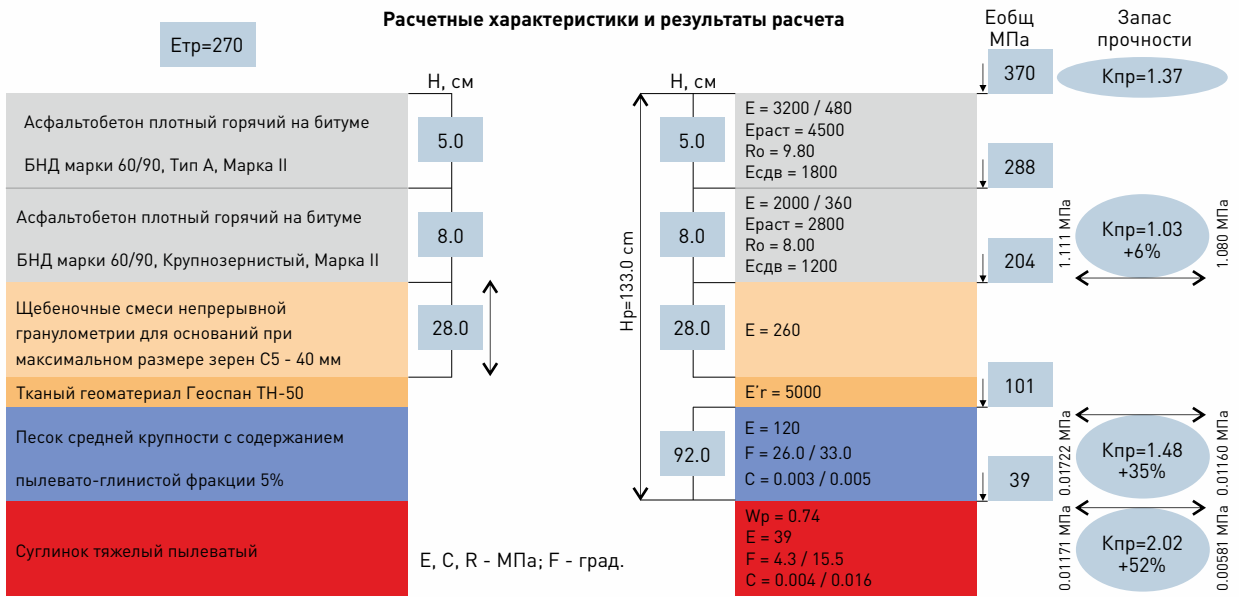 Расчетные характеристики и результаты расчета
Етр=270
Еобщ
МПа
Запас
прочности
370
Кпр=1.37
Н, см
Н, см
Асфальтобетон плотный горячий на битуме
БНД марки 60/90, Тип А, Марка II
5.0
5.0
E = 3200 / 480
Ераст = 4500
Ro = 9.80
Есдв = 1800
288
Асфальтобетон плотный горячий на битуме
БНД марки 60/90, Крупнозернистый, Марка II
8.0
8.0
E = 2000 / 360
Ераст = 2800
Ro = 8.00
Есдв = 1200
204
1.111 МПа
Кпр=1.03
+6%
1.080 МПа
Нр=133.0 cm
Щебеночные смеси непрерывной
гранулометрии для оснований при
максимальном размере зерен С5 - 40 мм
28.0
28.0
E = 260
Тканый геоматериал Геоспан ТН-50
E'r = 5000
101
Песок средней крупности с содержанием
пылевато-глинистой фракции 5%
92.0
E = 120
F = 26.0 / 33.0
C = 0.003 / 0.005
39
0.01722 МПа
Кпр=1.48
+35%
0.01160 МПа
Суглинок тяжелый пылеватый
E, C, R - МПа; F - град.
Wp = 0.74
E = 39
F = 4.3 / 15.5
C = 0.004 / 0.016
0.01171 МПа
Кпр=2.02
+52%
0.00581 МПа